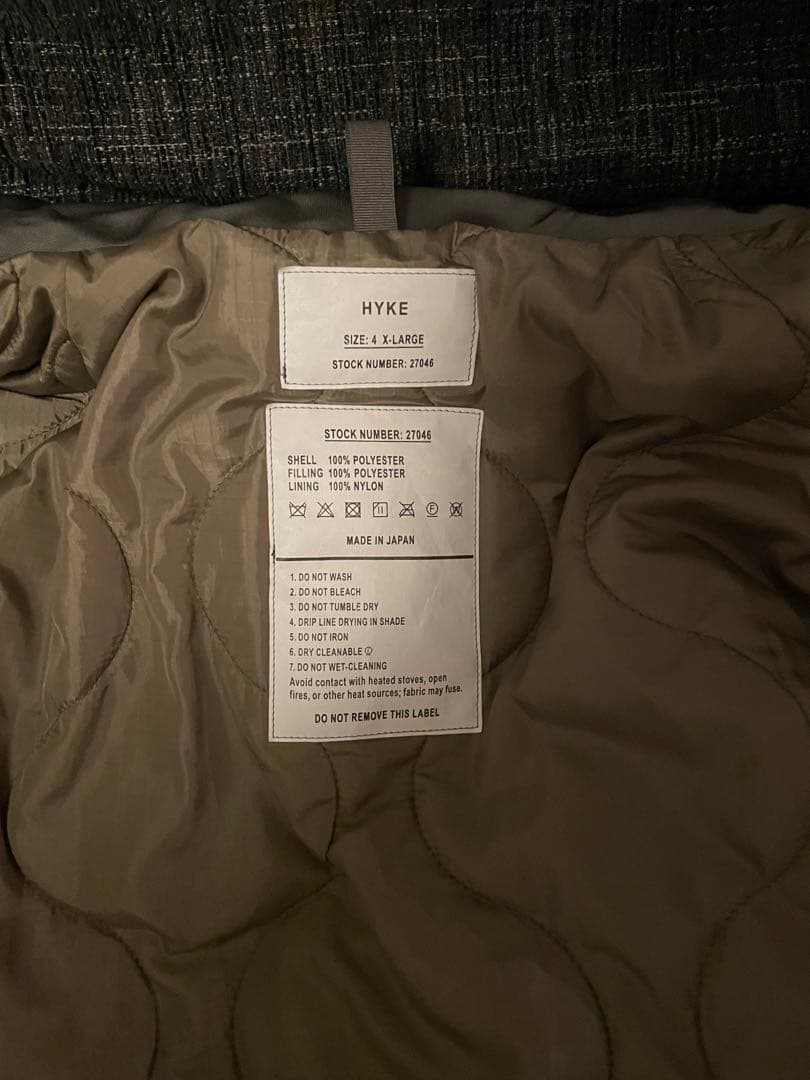 HYKE
SIZE: 4 X-LARGE
STOCK NUMBER: 27046
STOCK NUMBER: 27046
SHELL 100% POLYESTER
FILLING 100% POLYESTER
LINING 100% NYLON
MADE IN JAPAN
1. DO NOT WASH
2. DO NOT BLEACH
3. DO NOT TUMBLE DRY
4. DRIP LINE DRYING IN SHADE
5. DO NOT IRON
6. DRY CLEANABLE Ⓕ
7. DO NOT WET-CLEANING
Avoid contact with heated stoves, open
fires, or other heat sources; fabric may fuse.
DO NOT REMOVE THIS LABEL